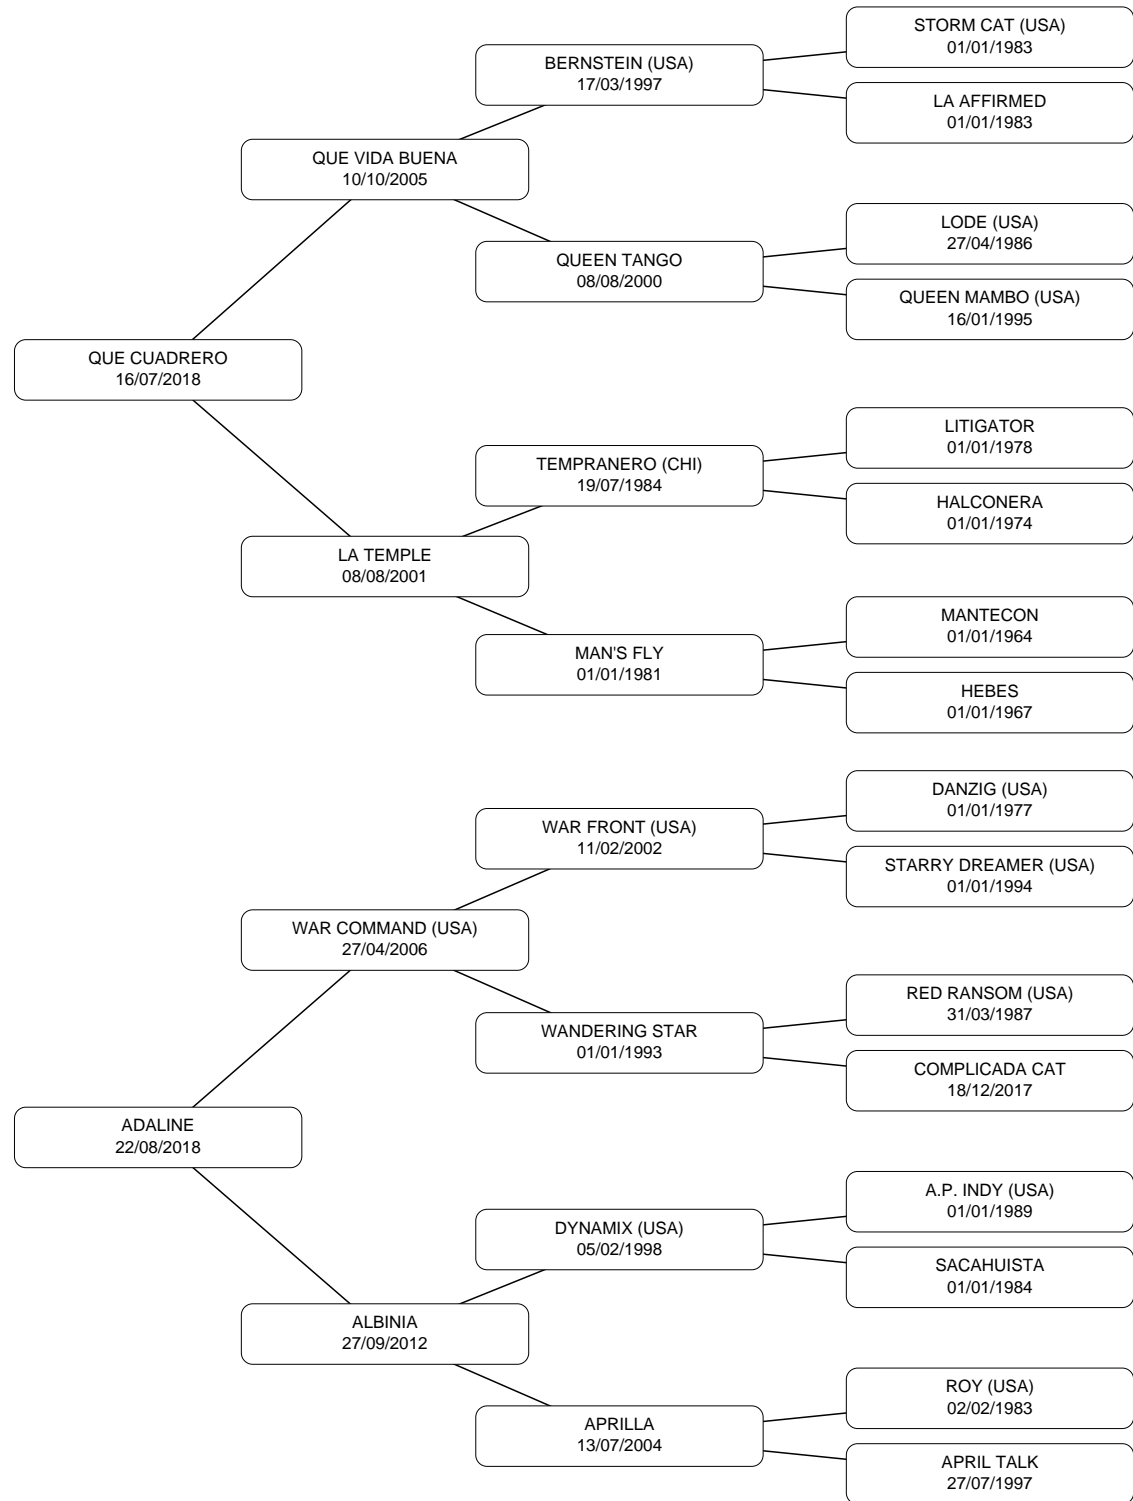 STORM CAT (USA)
01/01/1983
BERNSTEIN (USA)
17/03/1997
LA AFFIRMED
01/01/1983
QUE VIDA BUENA
10/10/2005
LODE (USA)
27/04/1986
QUEEN TANGO
08/08/2000
QUEEN MAMBO (USA)
16/01/1995
QUE CUADRERO
16/07/2018
LITIGATOR
01/01/1978
TEMPRANERO (CHI)
19/07/1984
HALCONERA
01/01/1974
LA TEMPLE
08/08/2001
MANTECON
01/01/1964
MAN'S FLY
01/01/1981
HEBES
01/01/1967
DANZIG (USA)
01/01/1977
WAR FRONT (USA)
11/02/2002
STARRY DREAMER (USA)
01/01/1994
WAR COMMAND (USA)
27/04/2006
RED RANSOM (USA)
31/03/1987
WANDERING STAR
01/01/1993
COMPLICADA CAT
18/12/2017
ADALINE
22/08/2018
A.P. INDY (USA)
01/01/1989
DYNAMIX (USA)
05/02/1998
SACAHUISTA
01/01/1984
ALBINIA
27/09/2012
ROY (USA)
02/02/1983
APRILLA
13/07/2004
APRIL TALK
27/07/1997